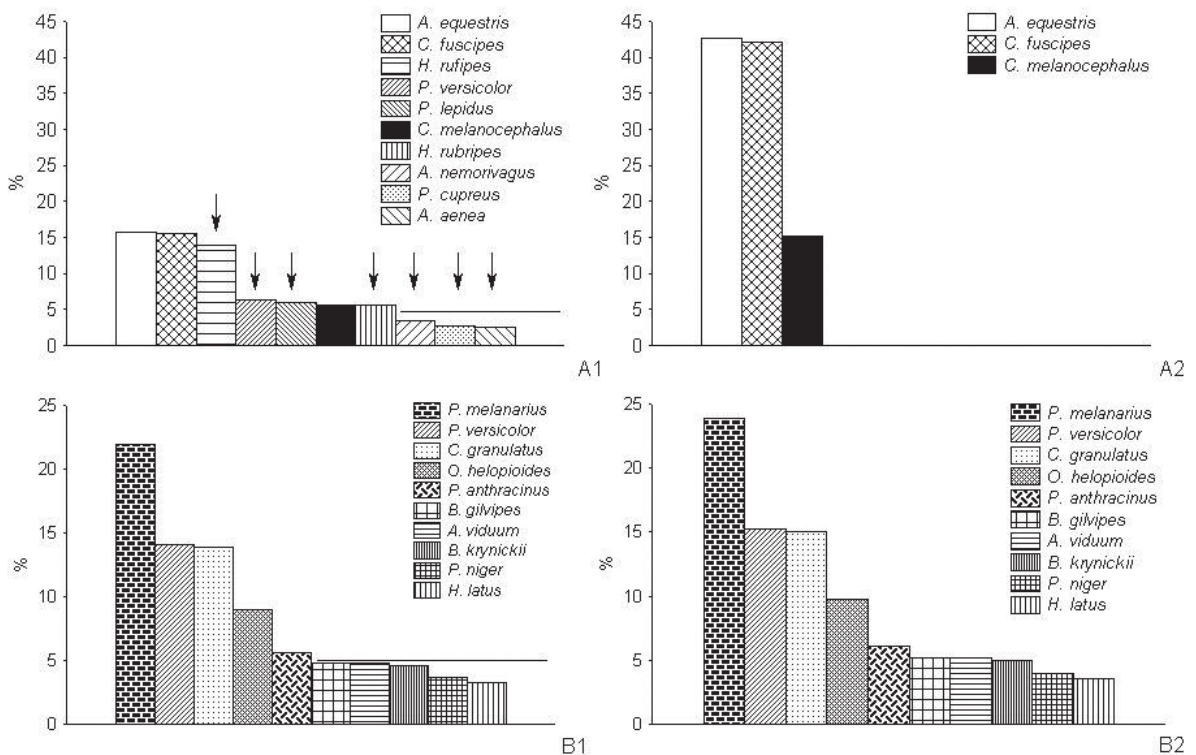 45
40
35
30
25
20
15
10
5
0
%
A. equestris
C. fuscipes
H. rufipes
P. versicolor
P. lepidus
C. melanocephalus
H. rubripes
A. nemorivagus
P. cupreus
A. aenea
A1
45
40
35
30
25
20
15
10
5
0
%
A. equestris
C. fuscipes
C. melanocephalus
A2
25
20
15
10
5
0
%
P. melanarius
P. versicolor
C. granulatus
O. helopioides
P. anthracinus
B. gilvipes
A. viduum
B. krynickii
P. niger
H. latus
B1
25
20
15
10
5
0
%
P. melanarius
P. versicolor
C. granulatus
O. helopioides
P. anthracinus
B. gilvipes
A. viduum
B. krynickii
P. niger
H. latus
B2